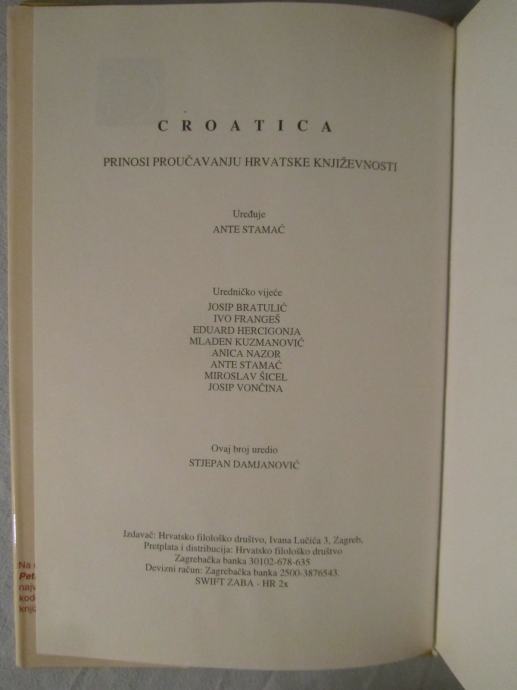 CROATICA
PRINOSI PROUČAVANJU HRVATSKE KNJIŽEVNOSTI
Uređuje
ANTE STAMAĆ
Uredničko vijeće
JOSIP BRATULIĆ
IVO FRANGEŠ
EDUARD HERCIGONJA
MLADEN KUZMANOVIĆ
ANICA NAZOR
ANTE STAMAĆ
MIROSLAV ŠICEL
JOSIP VONČINA
Ovaj broj uredio
STJEPAN DAMJANOVIĆ
Izdavač: Hrvatsko filološko društvo, Ivana Lučića 3, Zagreb,
Pretplata i distribucija: Hrvatsko filološko društvo
Zagrebačka banka 30102-678-635
Devizni račun: Zagrebačka banka 2500-3876543.
SWIFT ZABA - HR 2x
Na